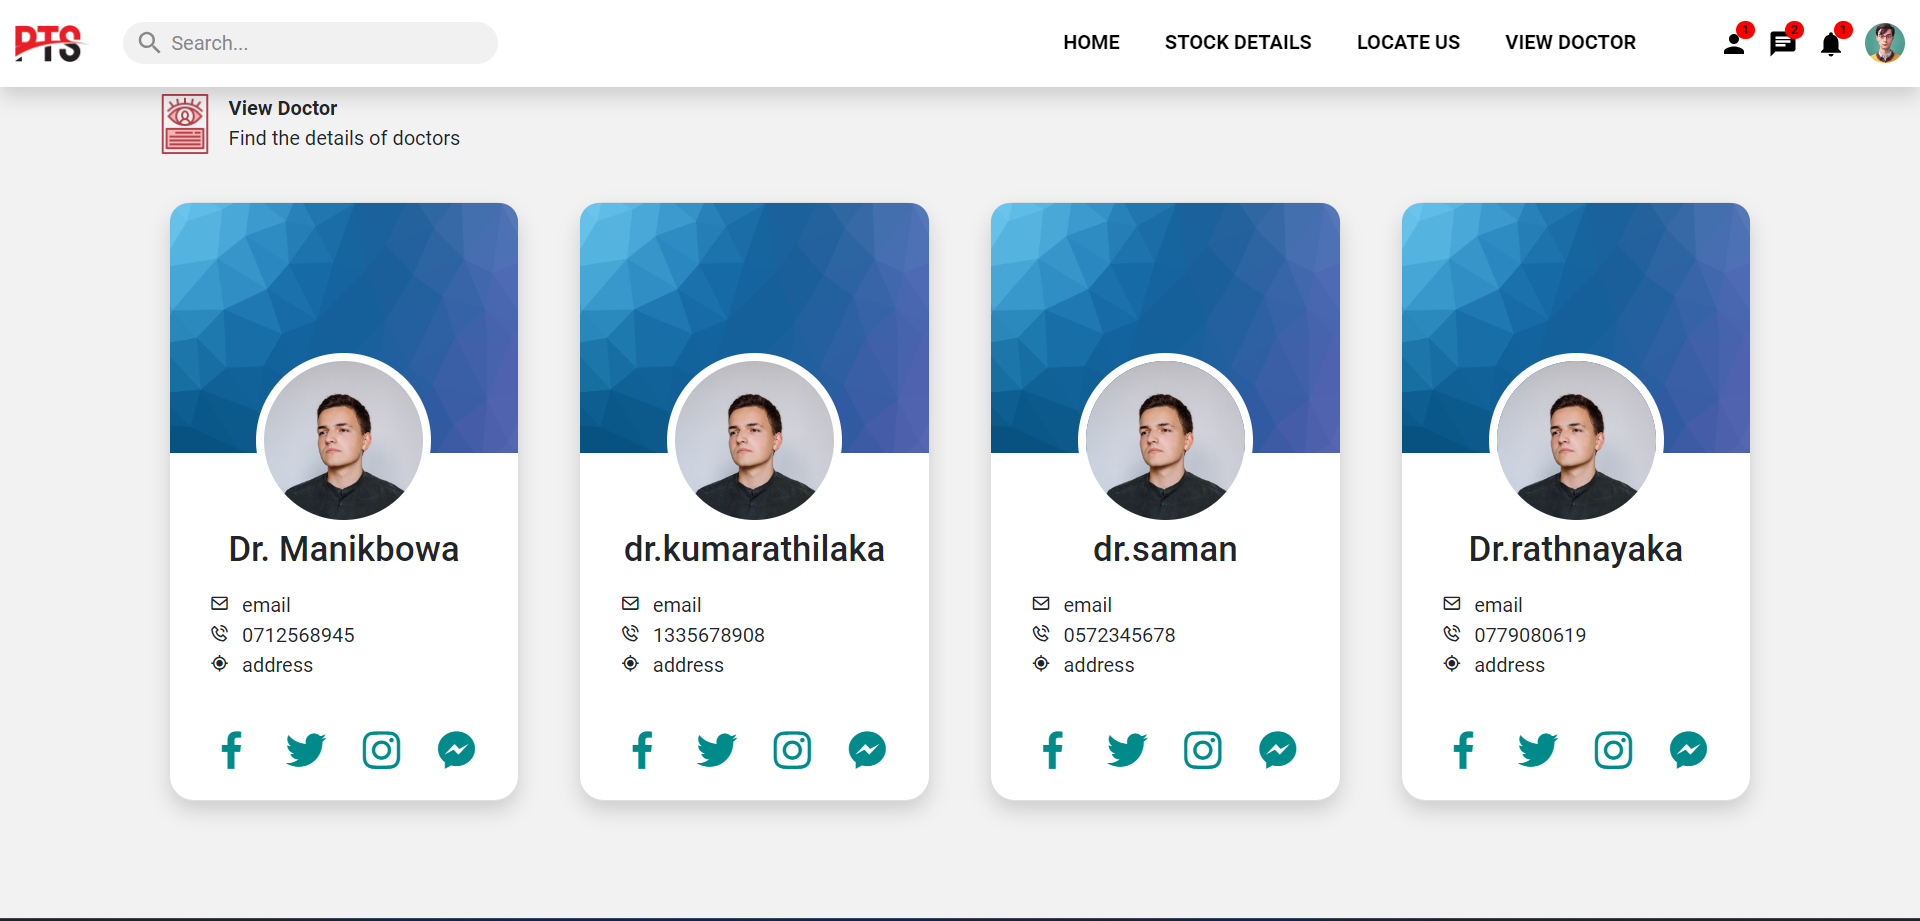 PTS
Search...
HOME
STOCK DETAILS
LOCATE US
VIEW DOCTOR
1
2
1
View Doctor
Find the details of doctors
Dr. Manikbowa
email
0712568945
address
dr.kumarathilaka
email
1335678908
address
dr.saman
email
0572345678
address
Dr.rathnayaka
email
0779080619
address